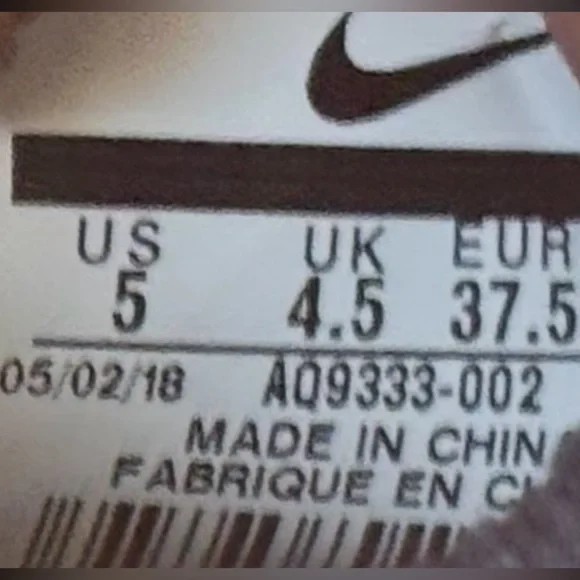 US UK EUR
5 4.5 37.5
05/02/18 AQ9333-002
MADE IN CHIN
FABRIQUE EN